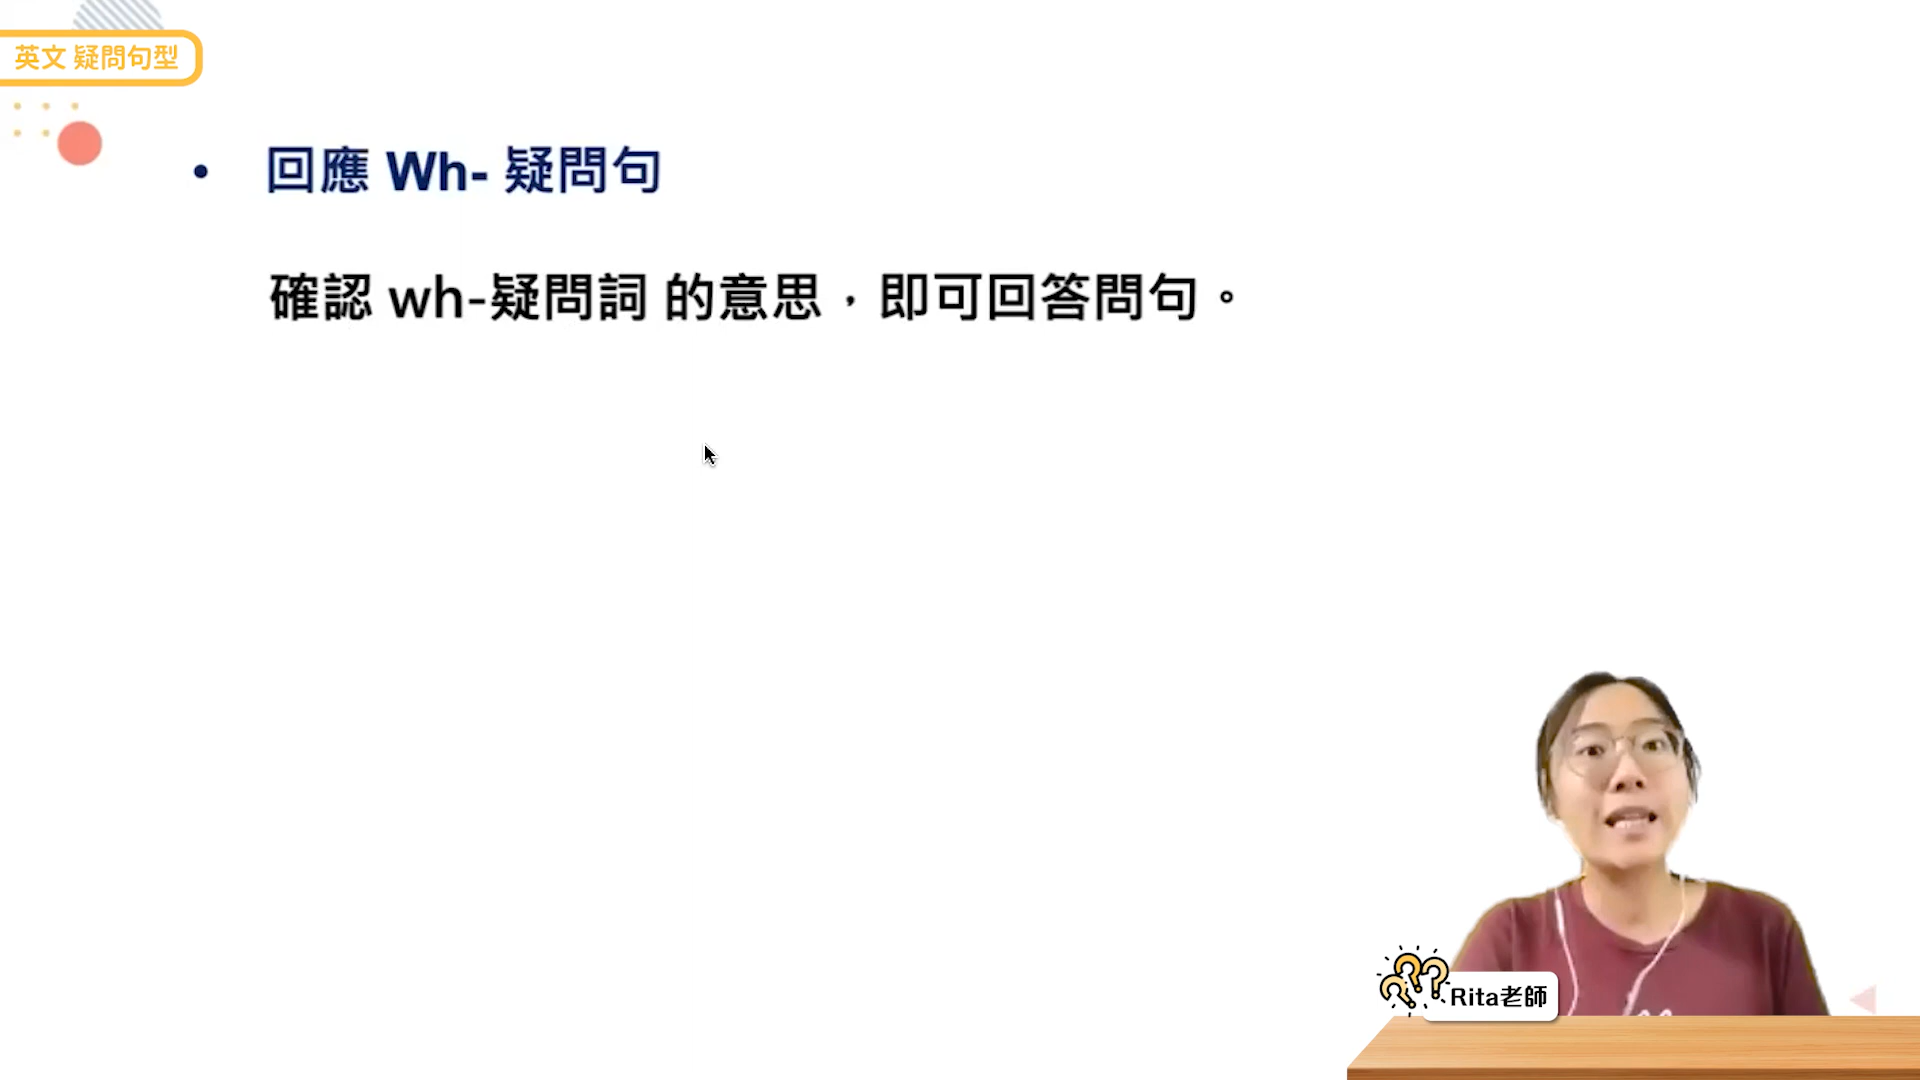 英文 疑問句型
• 回應 Wh- 疑問句
確認 wh-疑問詞 的意思，即可回答問句。
Rita老師